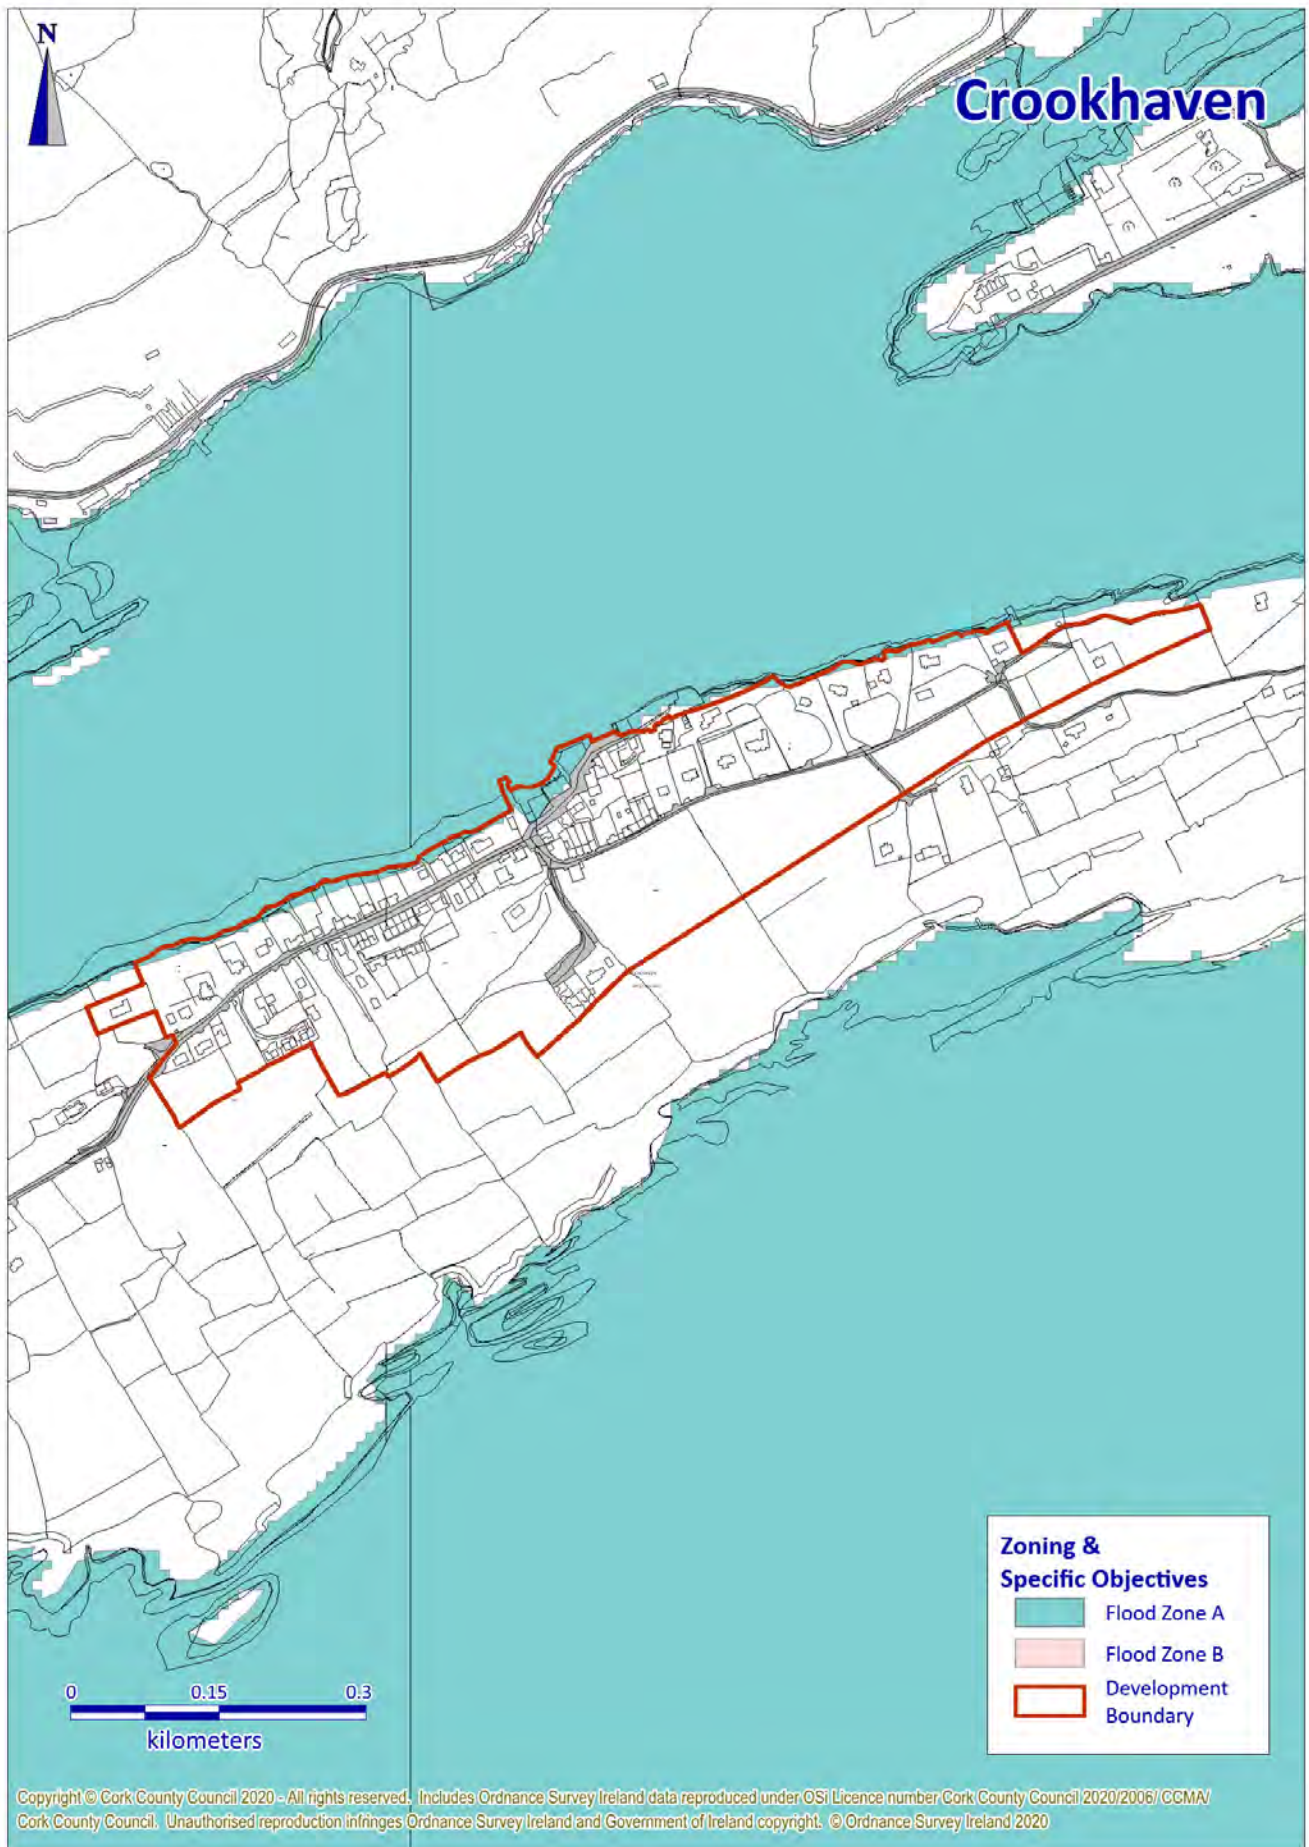 N
Crookhaven
Zoning &
Specific Objectives
Flood Zone A
Flood Zone B
Development
Boundary
0 0.15 0.3
kilometers
Copyright © Cork County Council 2020 - All rights reserved. Includes Ordnance Survey Ireland data reproduced under OSi Licence number Cork County Council 2020/2006/ CCMA/
Cork County Council. Unauthorised reproduction infringes Ordnance Survey Ireland and Government of Ireland copyright. © Ordnance Survey Ireland 2020